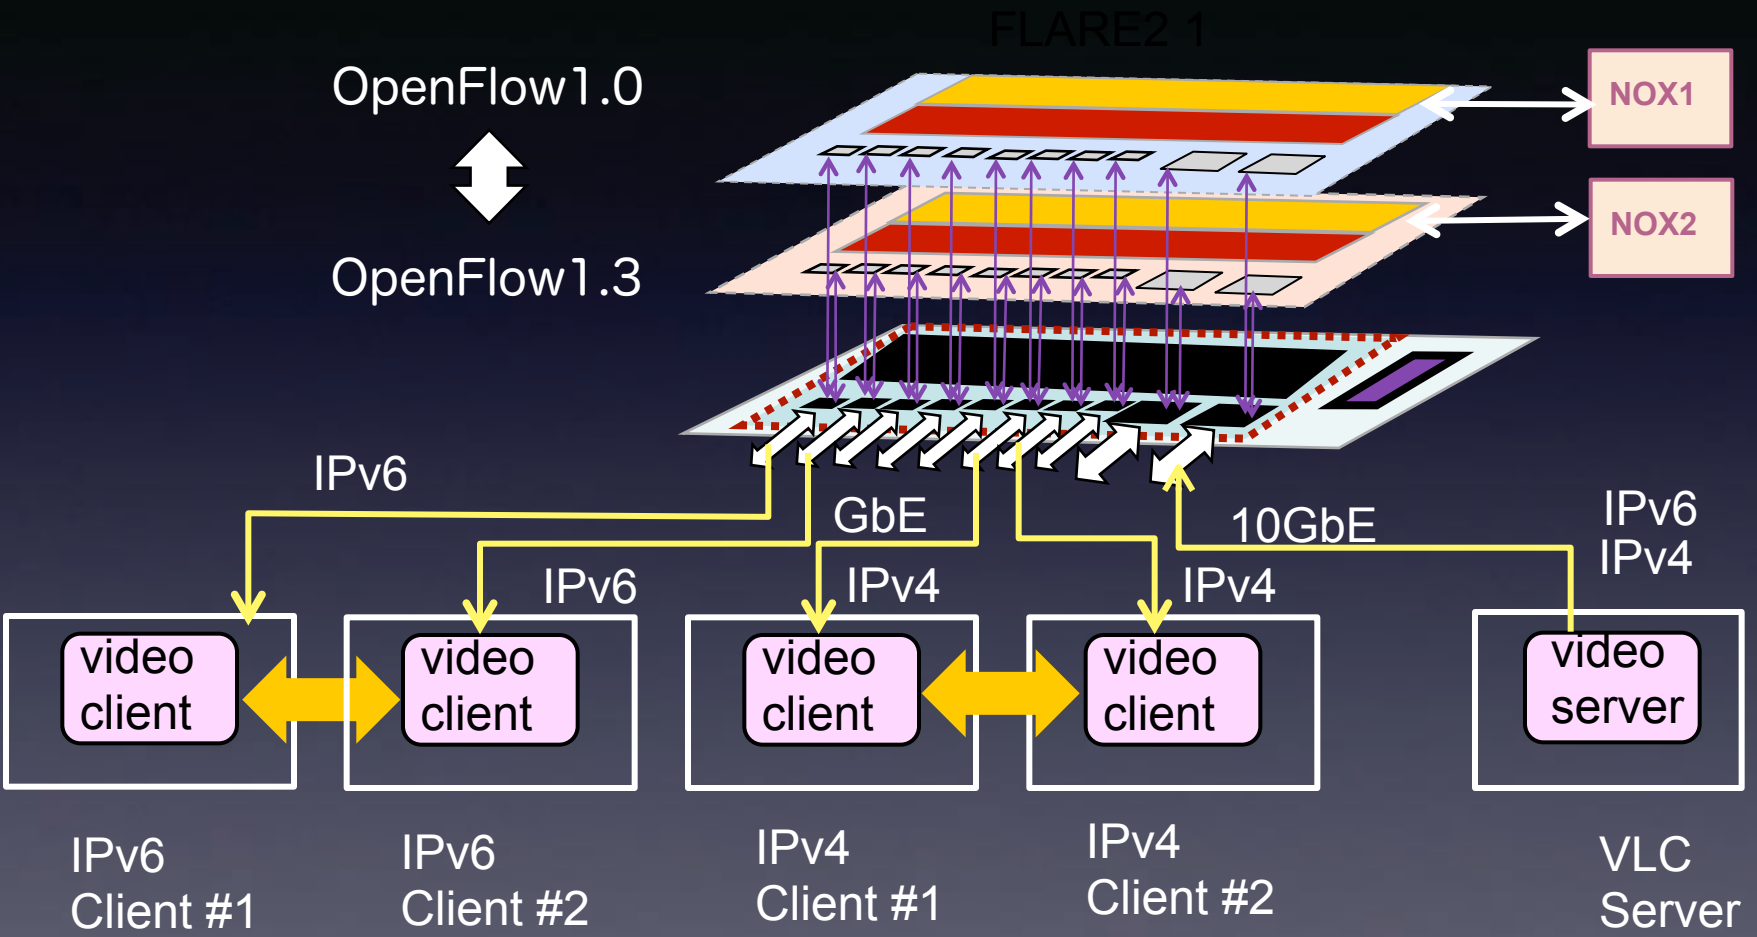 FLARE2 1
OpenFlow1.0
NOX1
NOX2
OpenFlow1.3
IPv6
GbE
10GbE
IPv6
IPv4
IPv6
IPv4
IPv4
video
client
video
client
video
client
video
client
video
server
IPv6
Client #1
IPv6
Client #2
IPv4
Client #1
IPv4
Client #2
VLC
Server